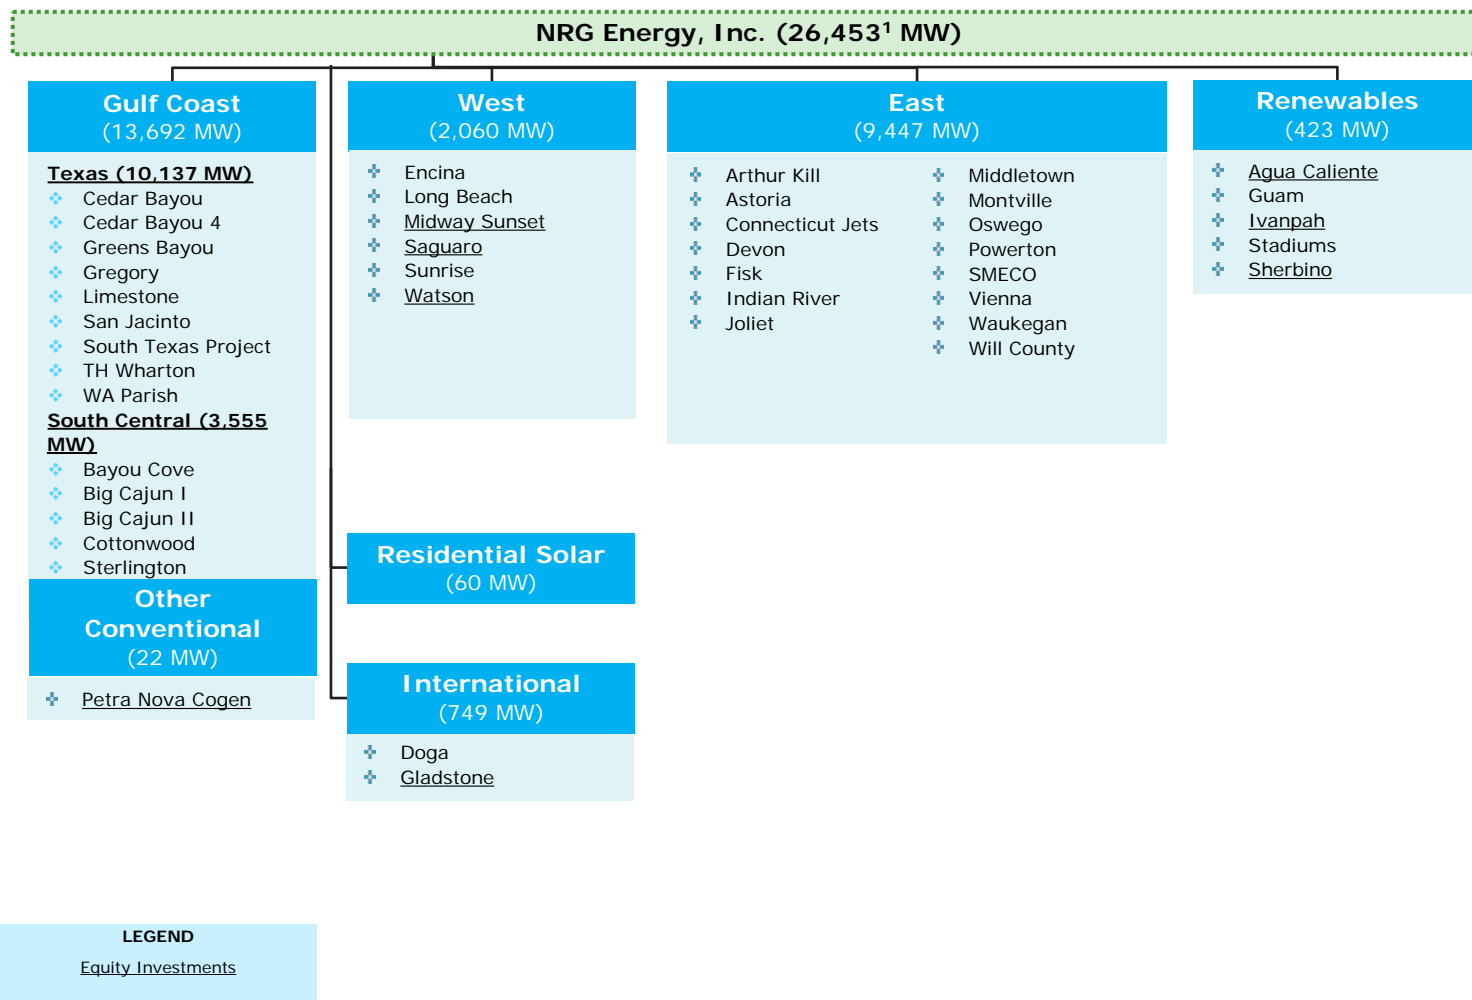 NRG Energy, Inc. (26,453¹ MW)
Gulf Coast
(13,692 MW)
Texas (10,137 MW)
Cedar Bayou
Cedar Bayou 4
Greens Bayou
Gregory
Limestone
San Jacinto
South Texas Project
TH Wharton
WA Parish
South Central (3,555
MW)
Bayou Cove
Big Cajun I
Big Cajun II
Cottonwood
Sterlington
Other
Conventional
(22 MW)
Petra Nova Cogen
West
(2,060 MW)
Encina
Long Beach
Midway Sunset
Saguaro
Sunrise
Watson
Residential Solar
(60 MW)
International
(749 MW)
Doga
Gladstone
East
(9,447 MW)
Arthur Kill
Astoria
Connecticut Jets
Devon
Fisk
Indian River
Joliet
Middletown
Montville
Oswego
Powerton
SMECO
Vienna
Waukegan
Will County
Renewables
(423 MW)
Agua Caliente
Guam
Ivanpah
Stadiums
Sherbino
LEGEND
Equity Investments